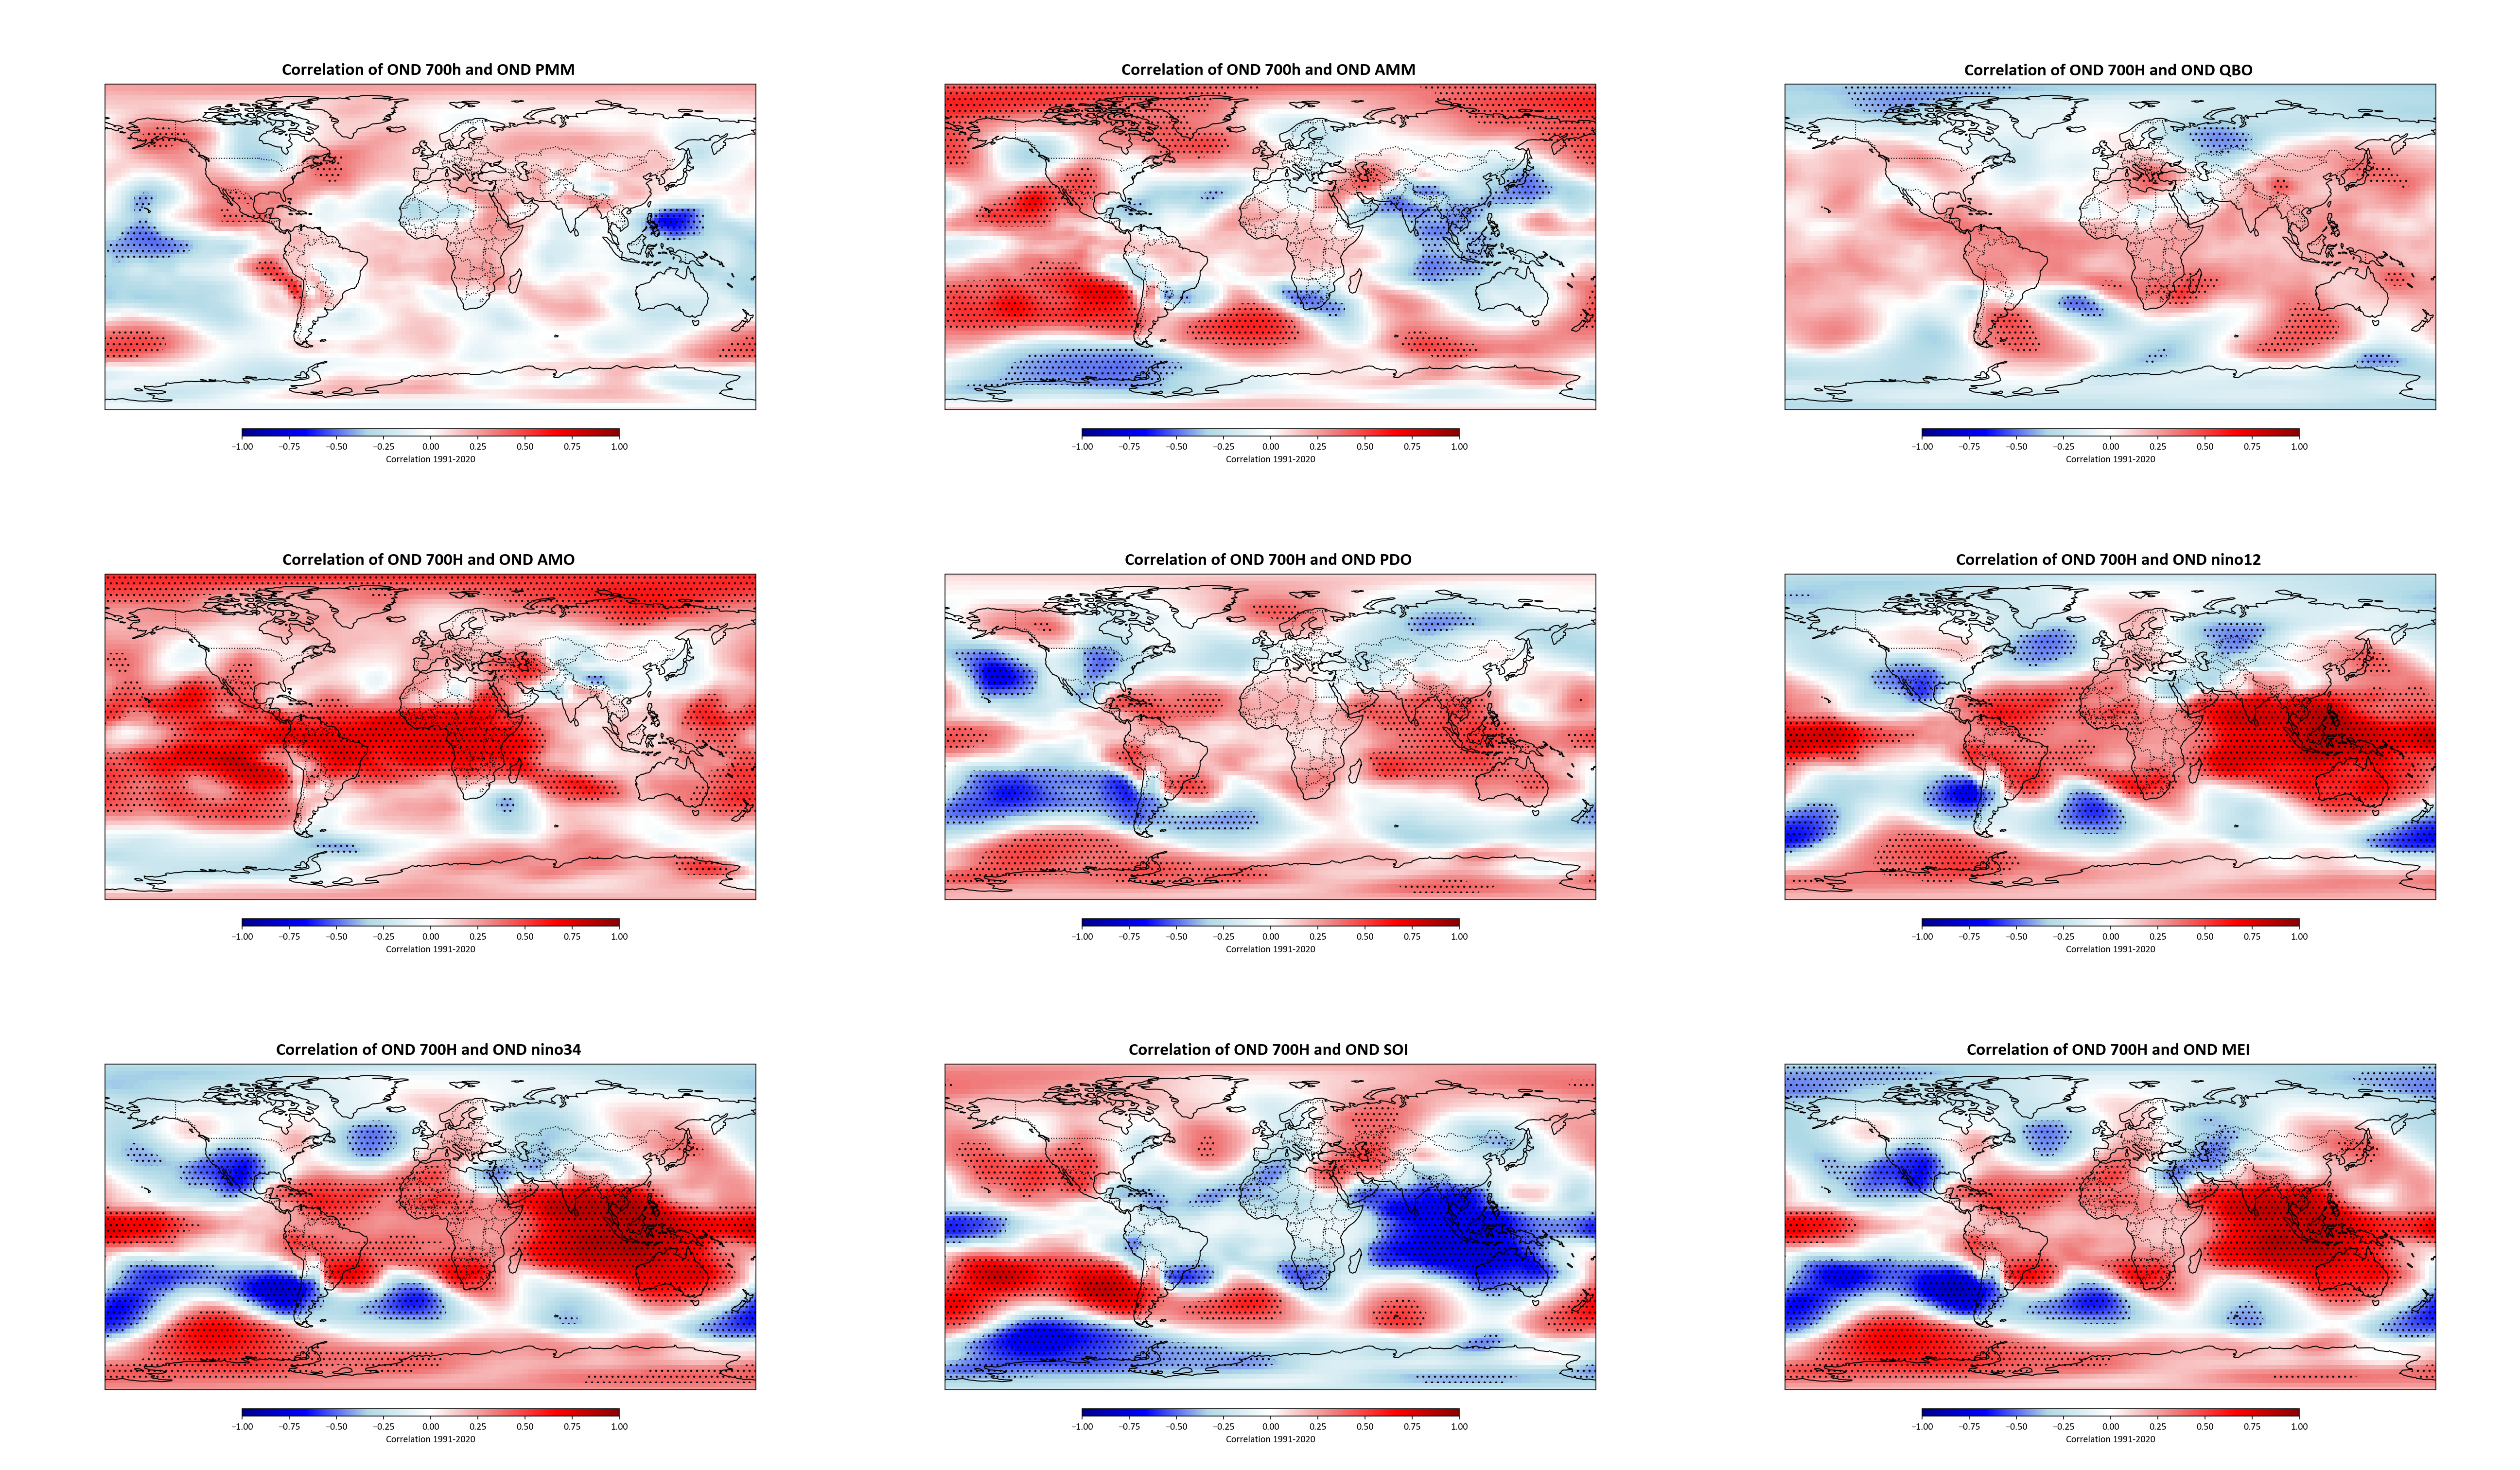 Correlation of OND 700h and OND PMM
Correlation of OND 700h and OND AMM
Correlation of OND 700H and OND QBO
−1.00 −0.75 −0.50 −0.25 0.00 0.25 0.50 0.75 1.00
Correlation 1991-2020
−1.00 −0.75 −0.50 −0.25 0.00 0.25 0.50 0.75 1.00
Correlation 1991-2020
−1.00 −0.75 −0.50 −0.25 0.00 0.25 0.50 0.75 1.00
Correlation 1991-2020
Correlation of OND 700H and OND AMO
Correlation of OND 700H and OND PDO
Correlation of OND 700H and OND nino12
−1.00 −0.75 −0.50 −0.25 0.00 0.25 0.50 0.75 1.00
Correlation 1991-2020
−1.00 −0.75 −0.50 −0.25 0.00 0.25 0.50 0.75 1.00
Correlation 1991-2020
−1.00 −0.75 −0.50 −0.25 0.00 0.25 0.50 0.75 1.00
Correlation 1991-2020
Correlation of OND 700H and OND nino34
Correlation of OND 700H and OND SOI
Correlation of OND 700H and OND MEI
−1.00 −0.75 −0.50 −0.25 0.00 0.25 0.50 0.75 1.00
Correlation 1991-2020
−1.00 −0.75 −0.50 −0.25 0.00 0.25 0.50 0.75 1.00
Correlation 1991-2020
−1.00 −0.75 −0.50 −0.25 0.00 0.25 0.50 0.75 1.00
Correlation 1991-2020